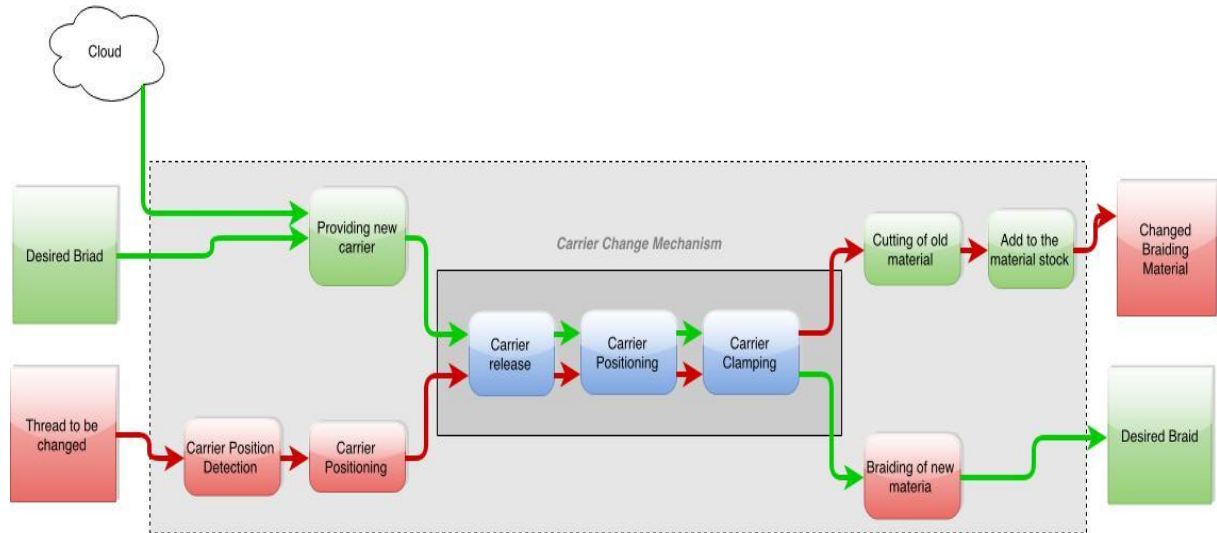 Cloud
Desired Briad
Providing new
carrier
Carrier Change Mechanism
Cutting of old
material
Add to the
material stock
Changed
Braiding
Material
Carrier
release
Carrier
Positioning
Carrier
Clamping
Thread to be
changed
Carrier Position
Detection
Carrier
Positioning
Braiding of new
materia
Desired Braid